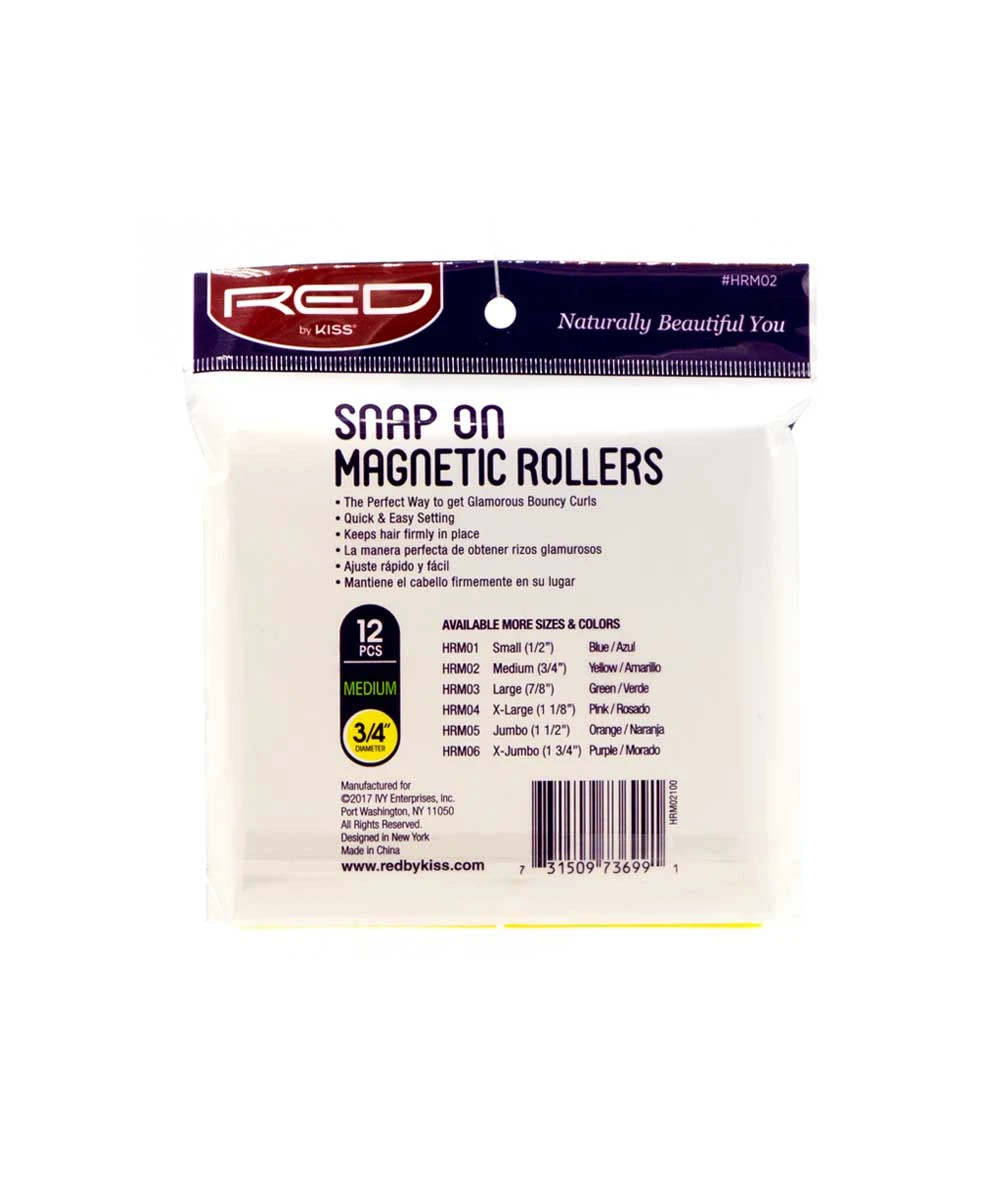 RED
by KISS®
#HRM02
Naturally Beautiful You
SNAP ON
MAGNETIC ROLLERS
• The Perfect Way to get Glamorous Bouncy Curls
• Quick & Easy Setting
• Keeps hair firmly in place
• La manera perfecta de obtener rizos glamurosos
• Ajuste rápido y fácil
• Mantiene el cabello firmemente en su lugar
12
PCS
MEDIUM
3/4"
DIAMETER
AVAILABLE MORE SIZES & COLORS
HRM01 Small (1/2") Blue / Azul
HRM02 Medium (3/4") Yellow / Amarillo
HRM03 Large (7/8") Green / Verde
HRM04 X-Large (1 1/8") Pink / Rosado
HRM05 Jumbo (1 1/2") Orange / Naranja
HRM06 X-Jumbo (1 3/4") Purple / Morado
Manufactured for
©2017 IVY Enterprises, Inc.
Port Washington, NY 11050
All Rights Reserved.
Designed in New York
Made in China
www.redbykiss.com
HRM02100
7 31509 73699 1